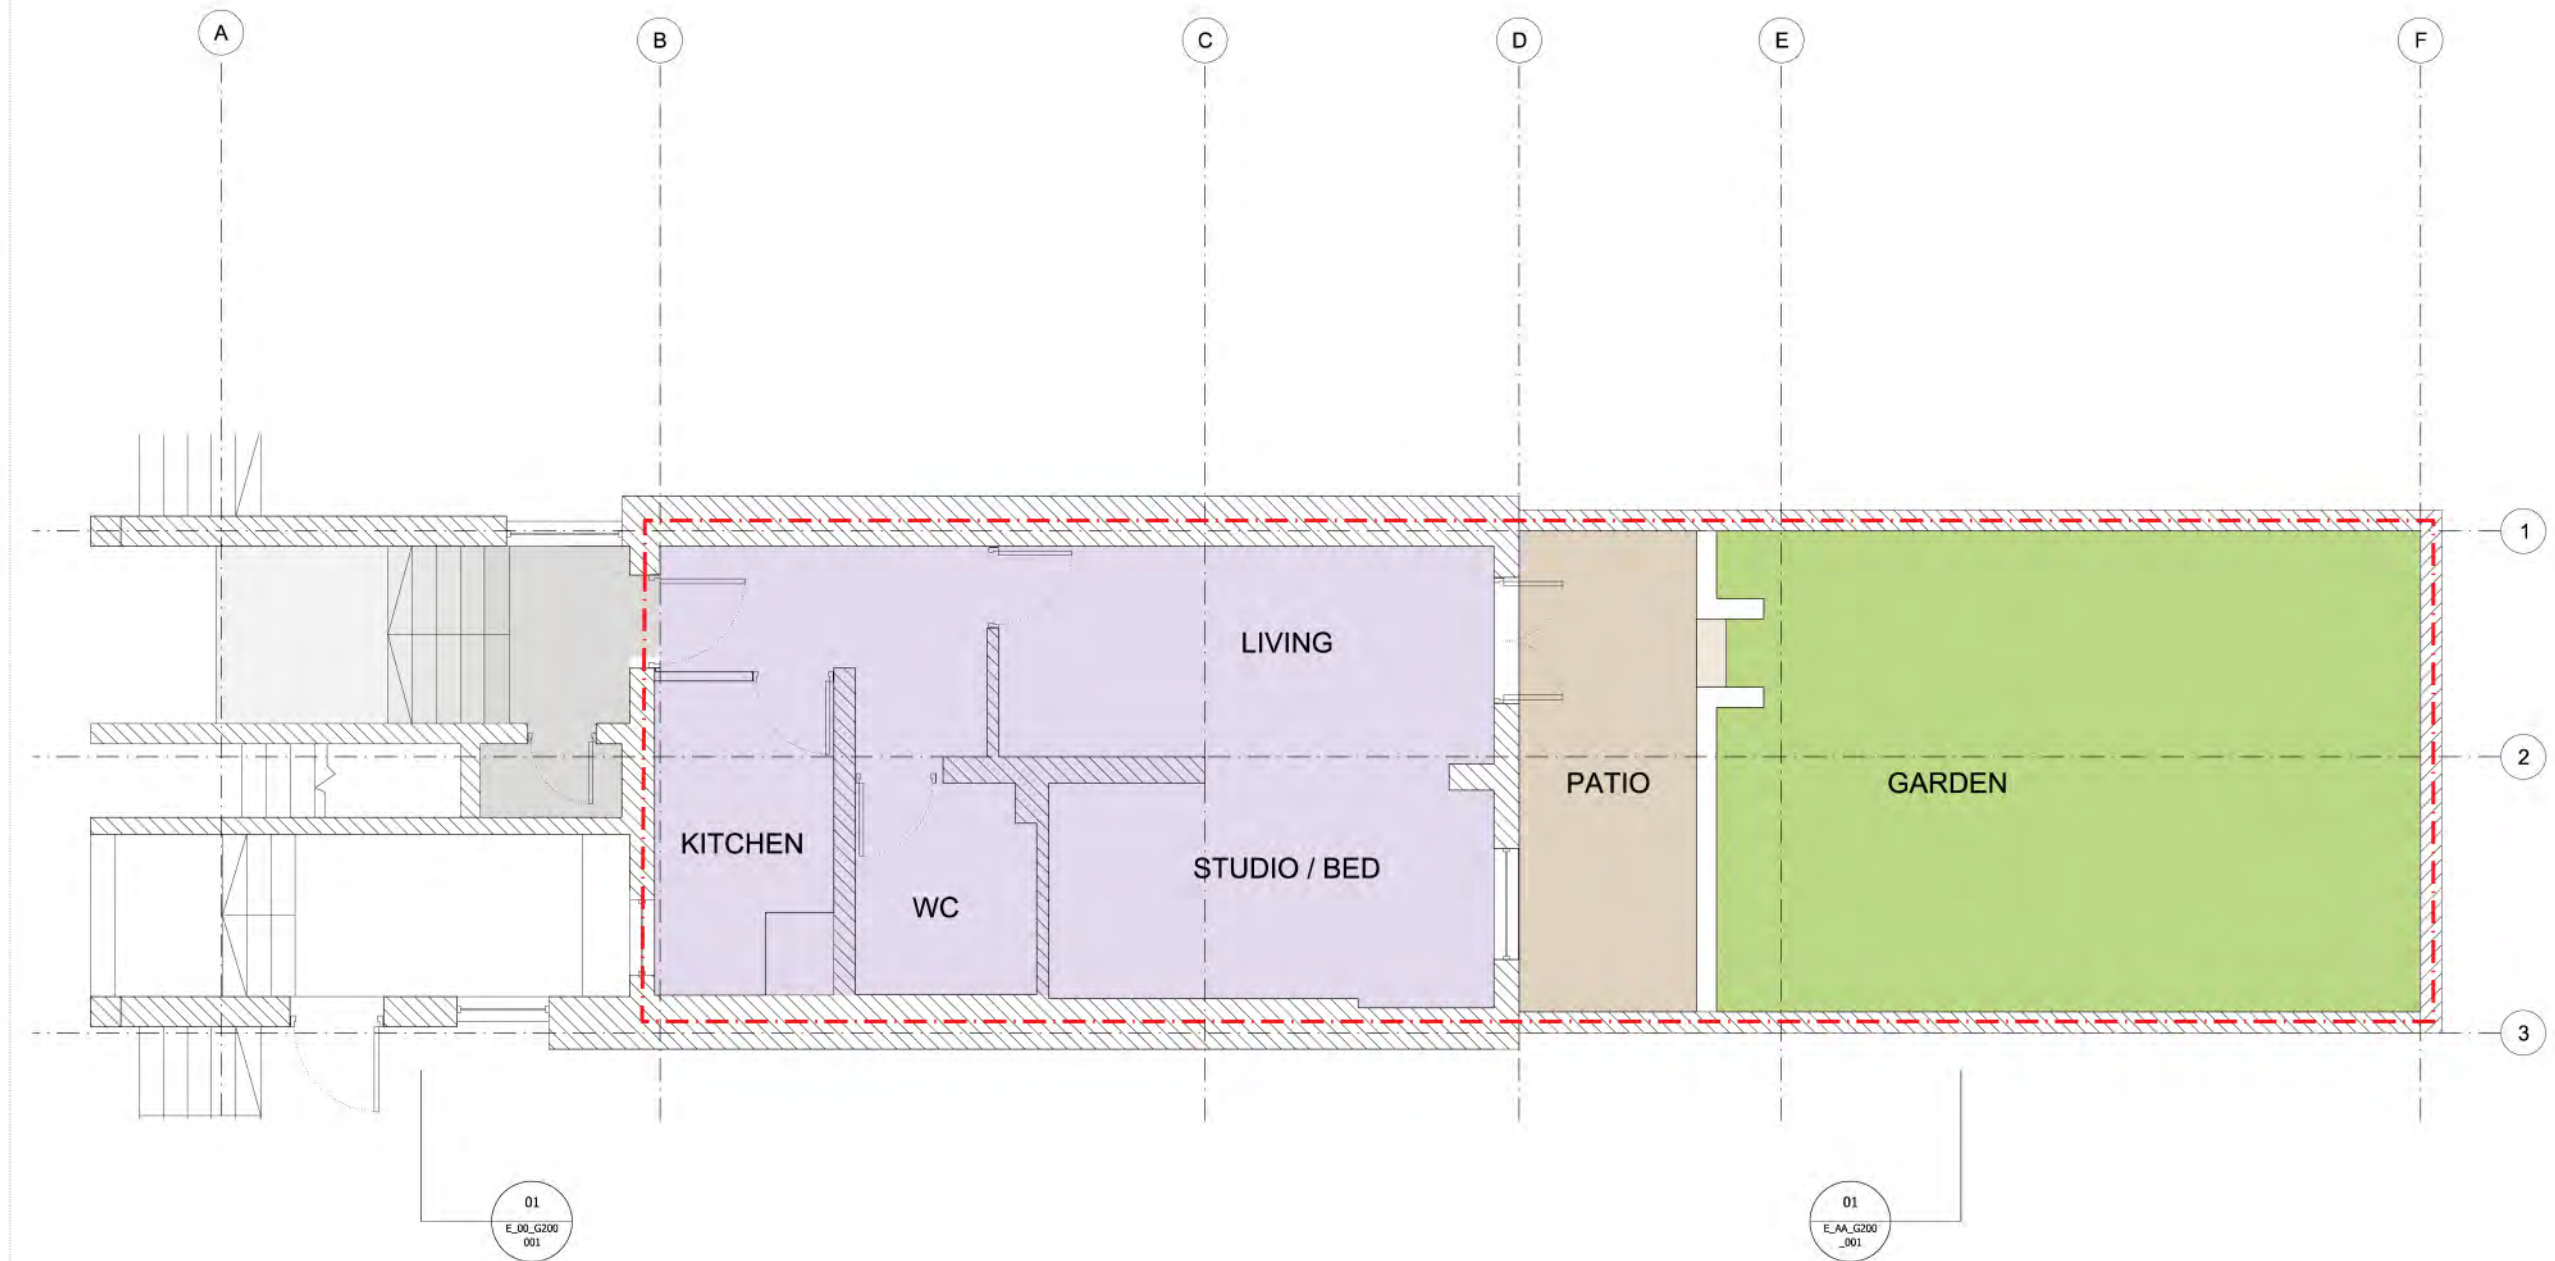 A
B
C
D
E
F
1
LIVING
2
PATIO
GARDEN
KITCHEN
STUDIO / BED
WC
3
01
E_00_G200
001
01
E_AA_G200
_001